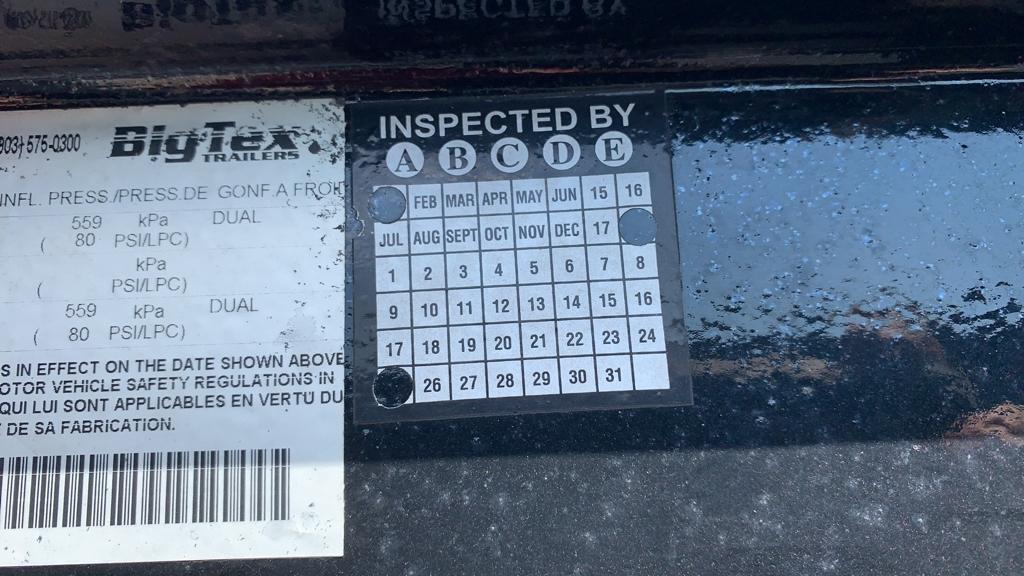 903) 575-0300
BigTex
TRAILERS
INFL. PRESS./PRESS.DE GONF.A FROI
559 kPa DUAL
( 80 PSI/LPC)
kPa
( PSI/LPC)
559 kPa DUAL
( 80 PSI/LPC)
S IN EFFECT ON THE DATE SHOWN ABOVE
OTOR VEHICLE SAFETY REGULATIONS IN
QUI LUI SONT APPLICABLES EN VERTU DU
DE SA FABRICATION.
INSPECTED BY
A B C D E
FEB MAR APR MAY JUN 15 16
JUL AUG SEPT OCT NOV DEC 17
1 2 3 4 5 6 7 8
9 10 11 12 13 14 15 16
17 18 19 20 21 22 23 24
26 27 28 29 30 31